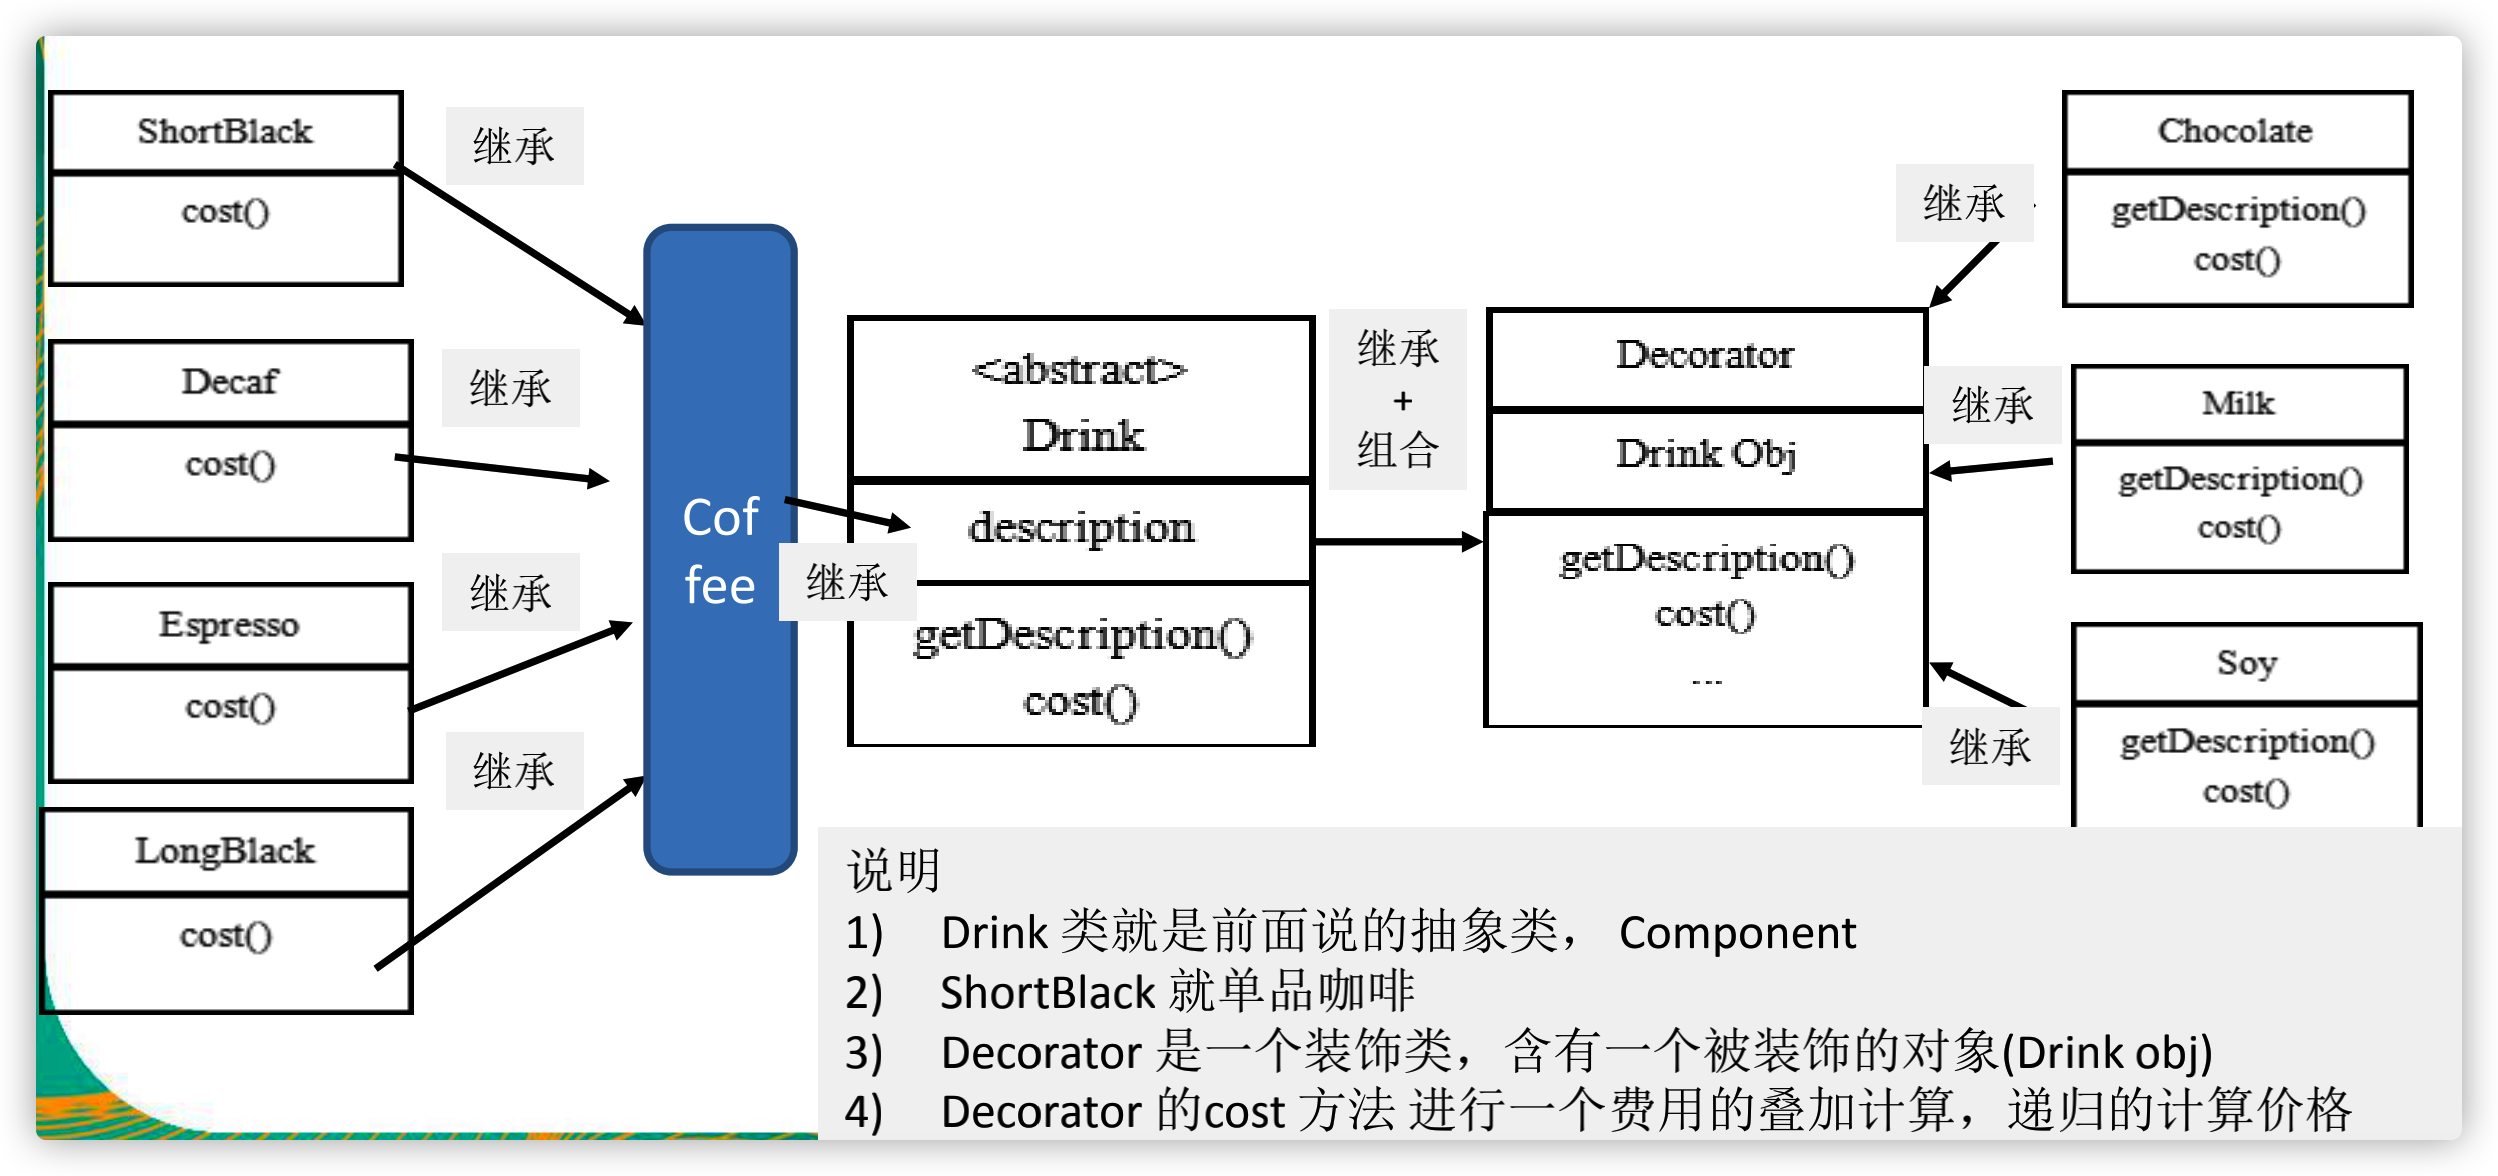 ShortBlack
cost()
继承
Decaf
cost()
继承
Espresso
cost()
继承
LongBlack
cost()
继承
Cof
fee
继承
<abstract>
Drink
description
getDescription()
cost()
继承
+
组合
Decorator
Drink Obj
getDescription()
cost()
...
继承
Chocolate
getDescription()
cost()
继承
Milk
getDescription()
cost()
继承
Soy
getDescription()
cost()
说明
1) Drink 类就是前面说的抽象类， Component
2) ShortBlack 就单品咖啡
3) Decorator 是一个装饰类，含有一个被装饰的对象(Drink obj)
4) Decorator 的cost 方法 进行一个费用的叠加计算，递归的计算价格